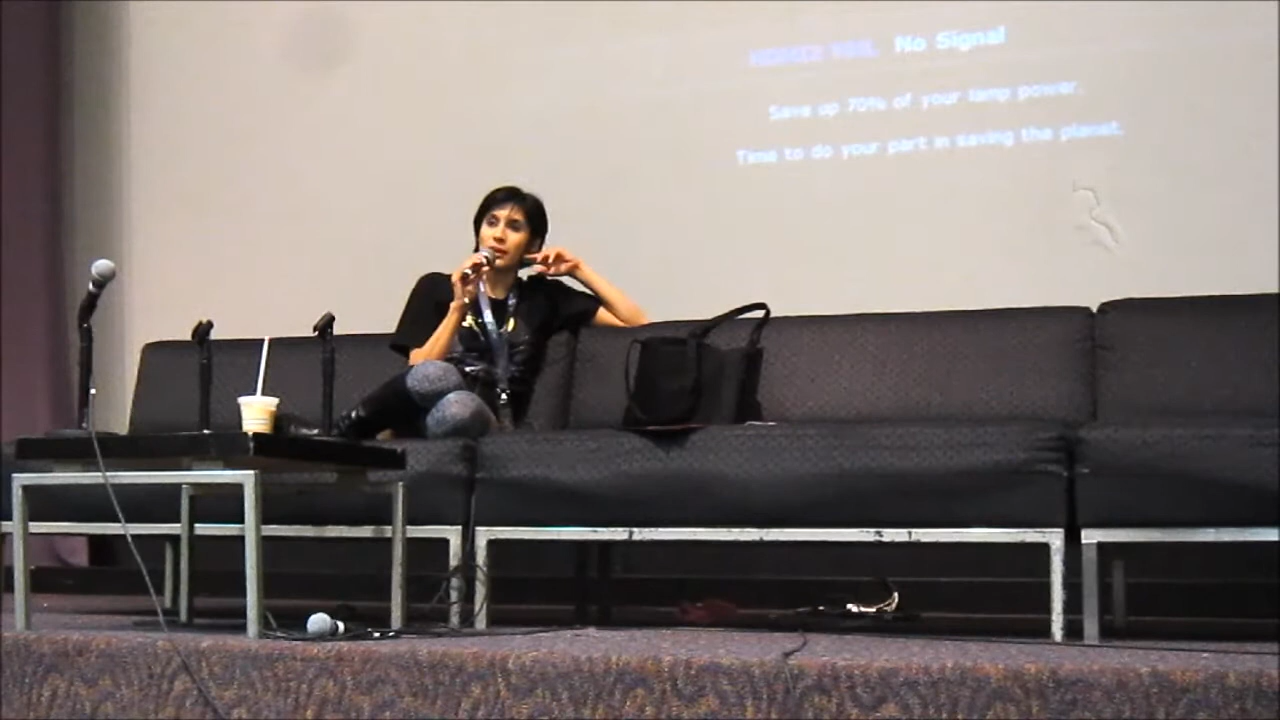 No Signal
Save up 70% of your lamp power.
Time to do your part in saving the planet.